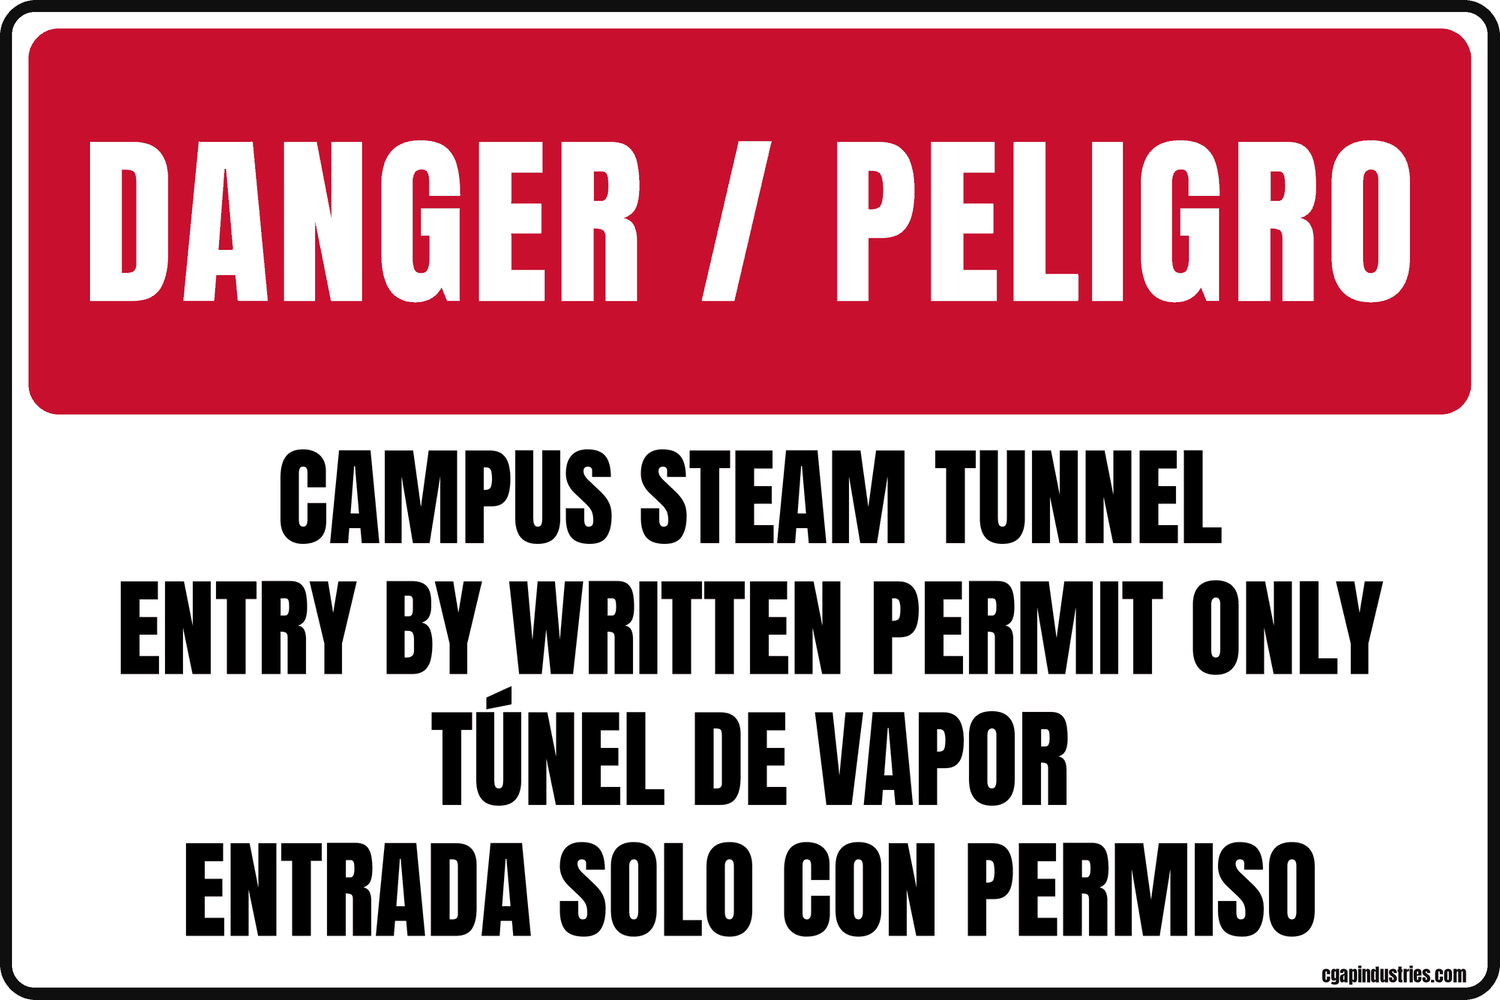 DANGER / PELIGRO
CAMPUS STEAM TUNNEL
ENTRY BY WRITTEN PERMIT ONLY
TÚNEL DE VAPOR
ENTRADA SOLO CON PERMISO
cgapindustries.com